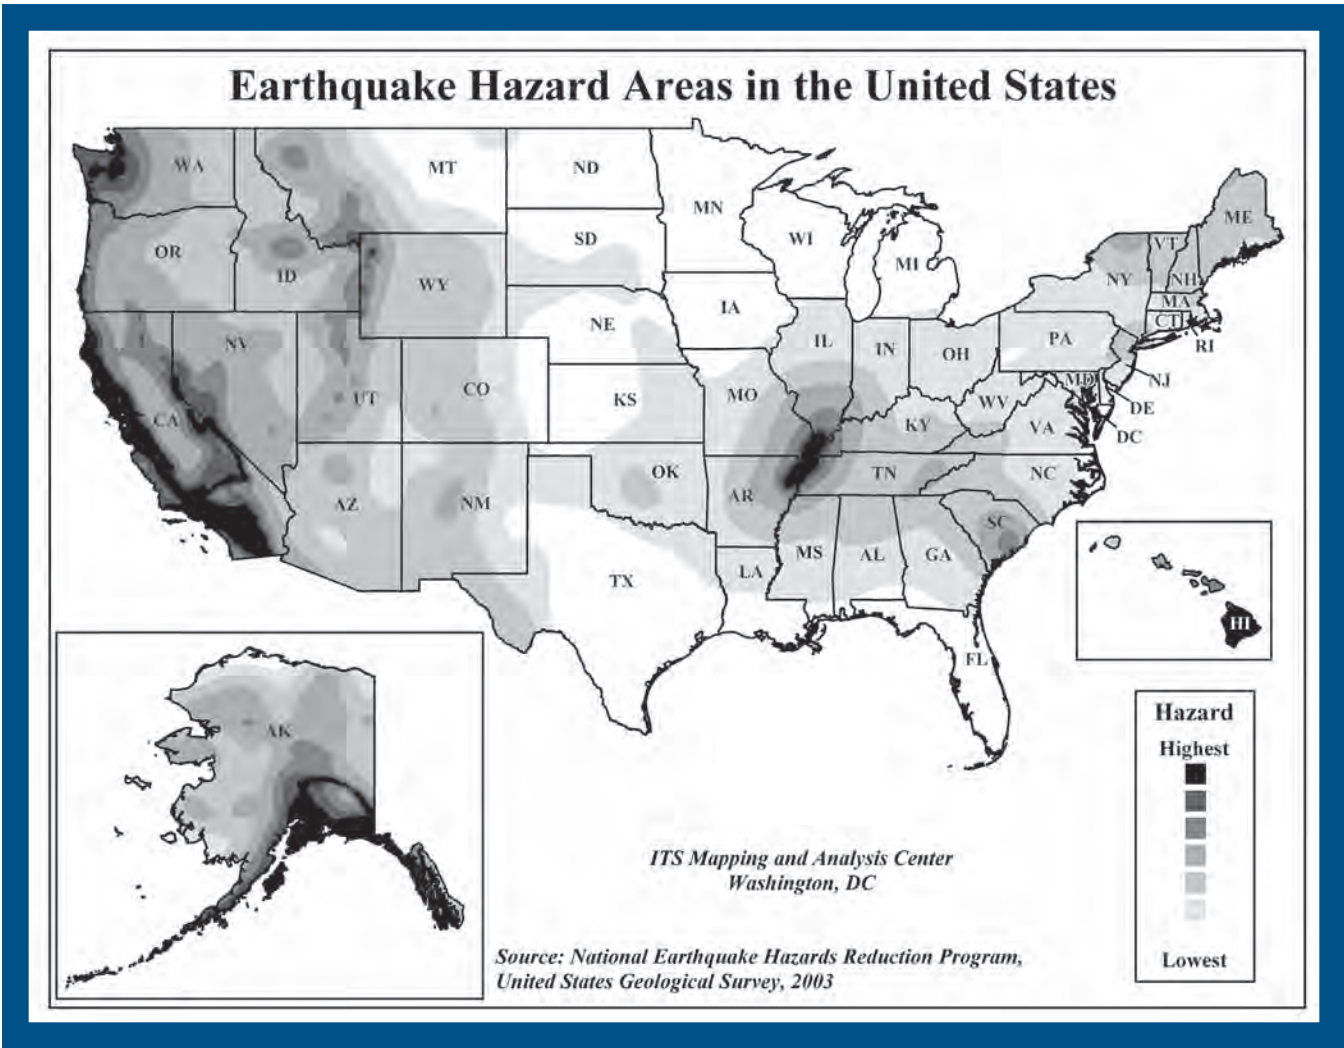 Earthquake Hazard Areas in the United States
WA
MT
ND
MN
ME
OR
ID
WY
SD
WI
MI
VT
NH
NY
MA
CT
RI
NV
UT
CO
NE
IA
IL
IN
OH
PA
NJ
CA
KS
MO
WV
MD
DE
DC
KY
VA
AZ
NM
OK
AR
TN
NC
SC
TX
LA
MS
AL
GA
FL
HI
AK
Hazard
Highest
Lowest
ITS Mapping and Analysis Center
Washington, DC
Source: National Earthquake Hazards Reduction Program,
United States Geological Survey, 2003